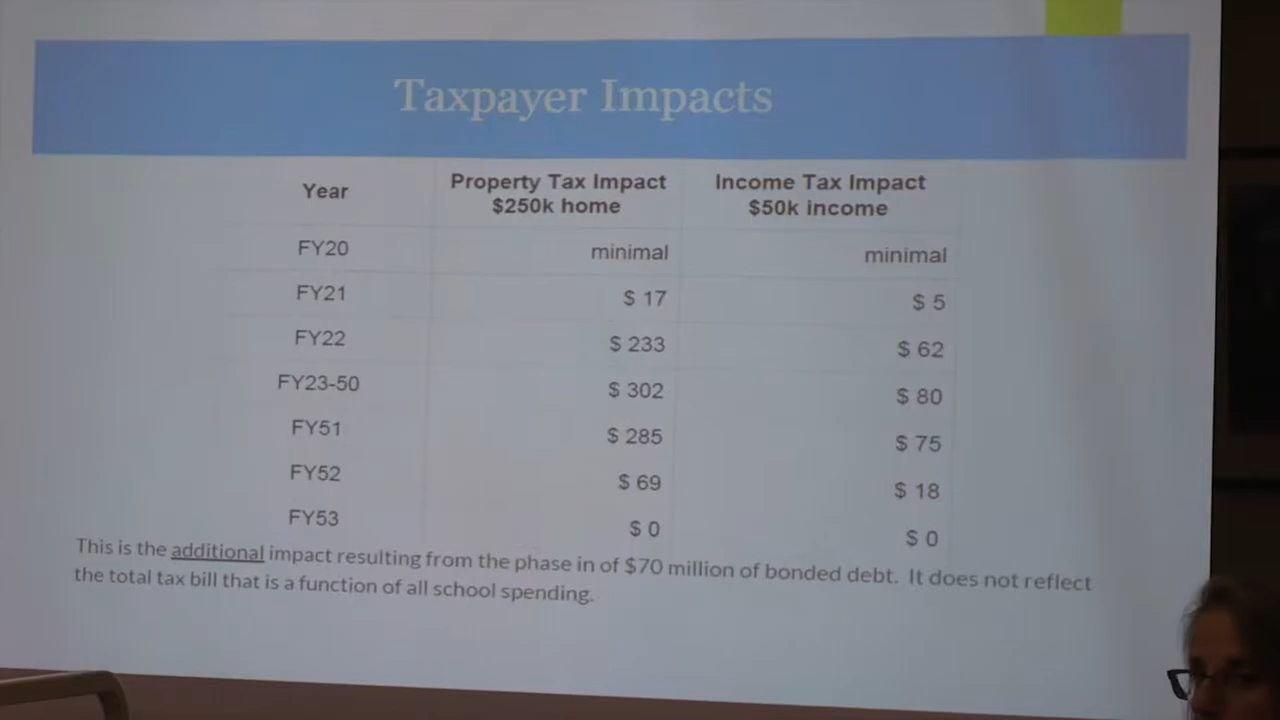 Taxpayer Impacts
Year Property Tax Impact Income Tax Impact
$250k home $50k income
FY20 minimal minimal
FY21 $ 17 $ 5
FY22 $ 233 $ 62
FY23-50 $ 302 $ 80
FY51 $ 285 $ 75
FY52 $ 69 $ 18
FY53 $ 0 $ 0
This is the additional impact resulting from the phase in of $70 million of bonded debt. It does not reflect
the total tax bill that is a function of all school spending.